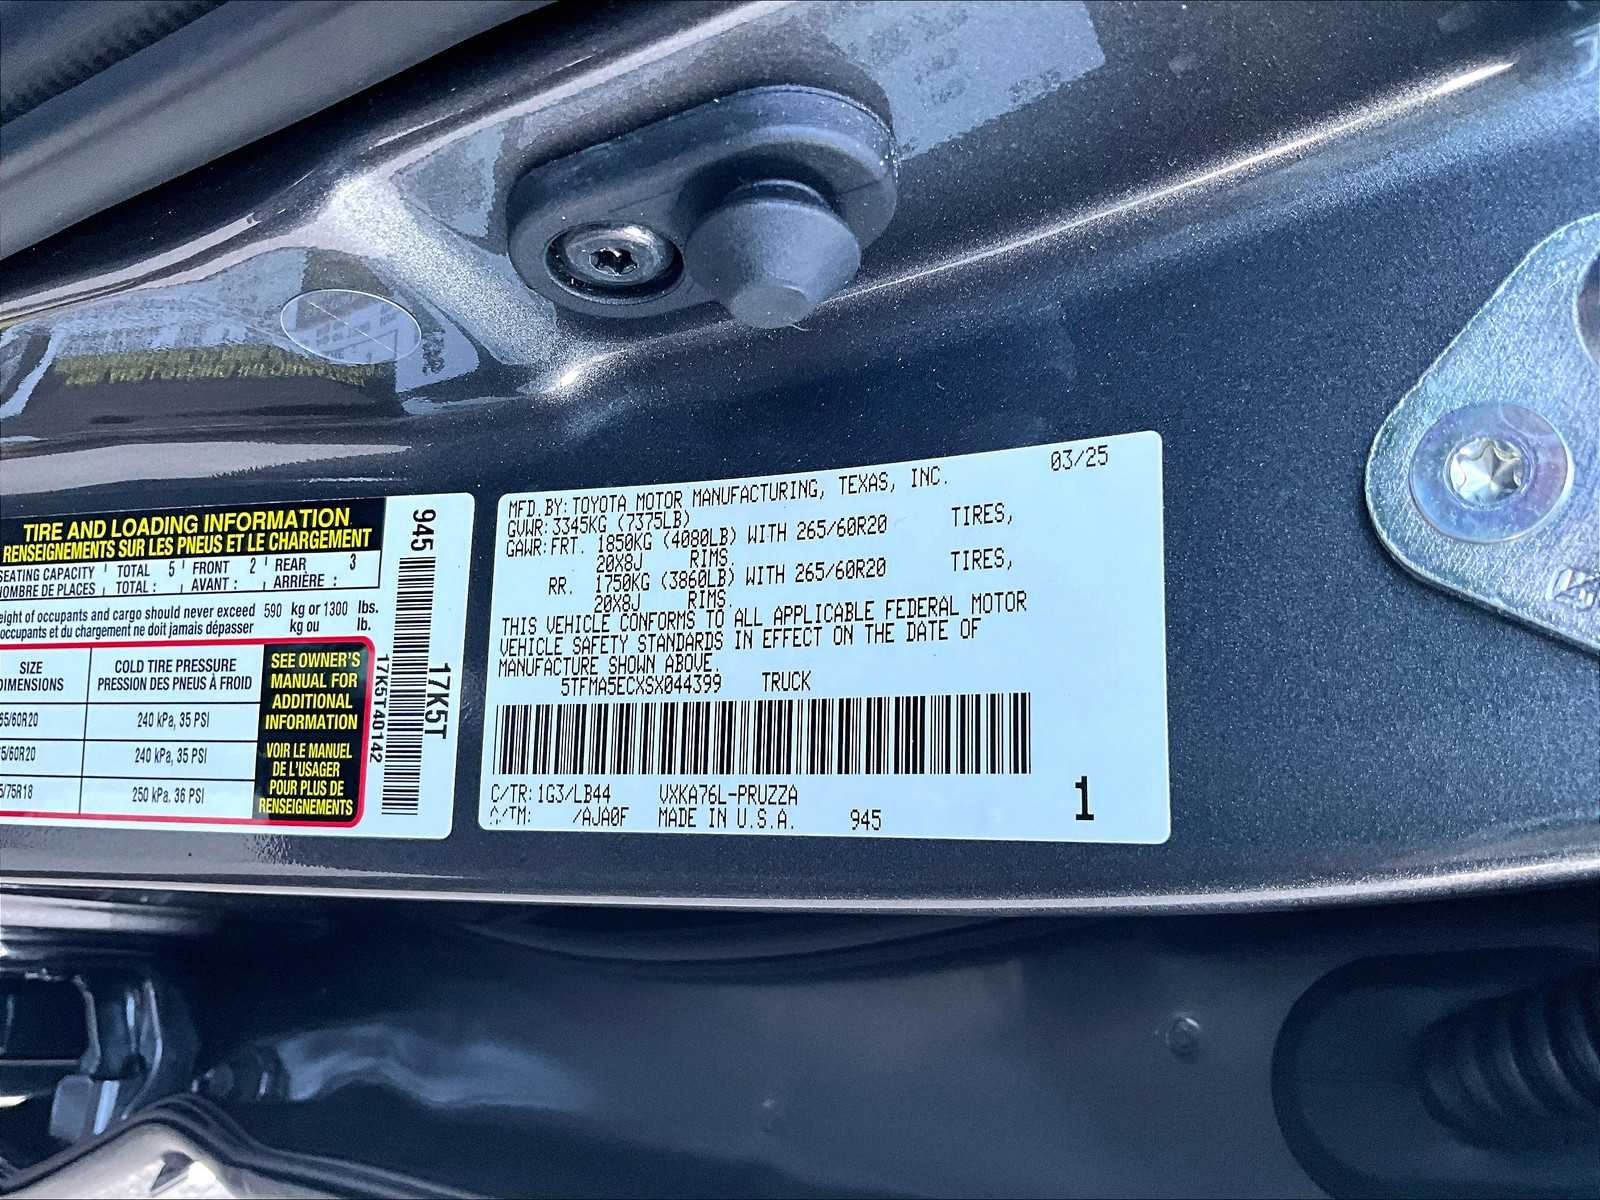 TIRE AND LOADING INFORMATION
RENSEIGNEMENTS SUR LES PNEUS ET LE CHARGEMENT
SEATING CAPACITY TOTAL 5 FRONT 2 REAR 3
NOMBRE DE PLACES TOTAL : AVANT : ARRIÈRE :
eight of occupants and cargo should never exceed 590 kg or 1300 lbs.
occupants et du chargement ne doit jamais dépasser kg ou lb.
SIZE
DIMENSIONS
COLD TIRE PRESSURE
PRESSION DES PNEUS À FROID
65/60R20 240 kPa, 35 PSI
5/60R20 240 kPa, 35 PSI
5/75R18 250 kPa. 36 PSI
SEE OWNER'S
MANUAL FOR
ADDITIONAL
INFORMATION
VOIR LE MANUEL
DE L'USAGER
POUR PLUS DE
RENSEIGNEMENTS
945
17K5T40142
17K5T
MFD.BY:TOYOTA MOTOR MANUFACTURING, TEXAS, INC. 03/25
GVWR:3345KG (7375LB)
GAWR:FRT. 1850KG (4080LB) WITH 265/60R20 TIRES,
20X8J RIMS.
RR. 1750KG (3860LB) WITH 265/60R20 TIRES,
20X8J RIMS.
THIS VEHICLE CONFORMS TO ALL APPLICABLE FEDERAL MOTOR
VEHICLE SAFETY STANDARDS IN EFFECT ON THE DATE OF
MANUFACTURE SHOWN ABOVE.
5TFMA5ECXSX044399 TRUCK
C/TR: 1G3/LB44 VXKA76L-PRUZZA
A/TM: /AJA0F MADE IN U.S.A. 945
1